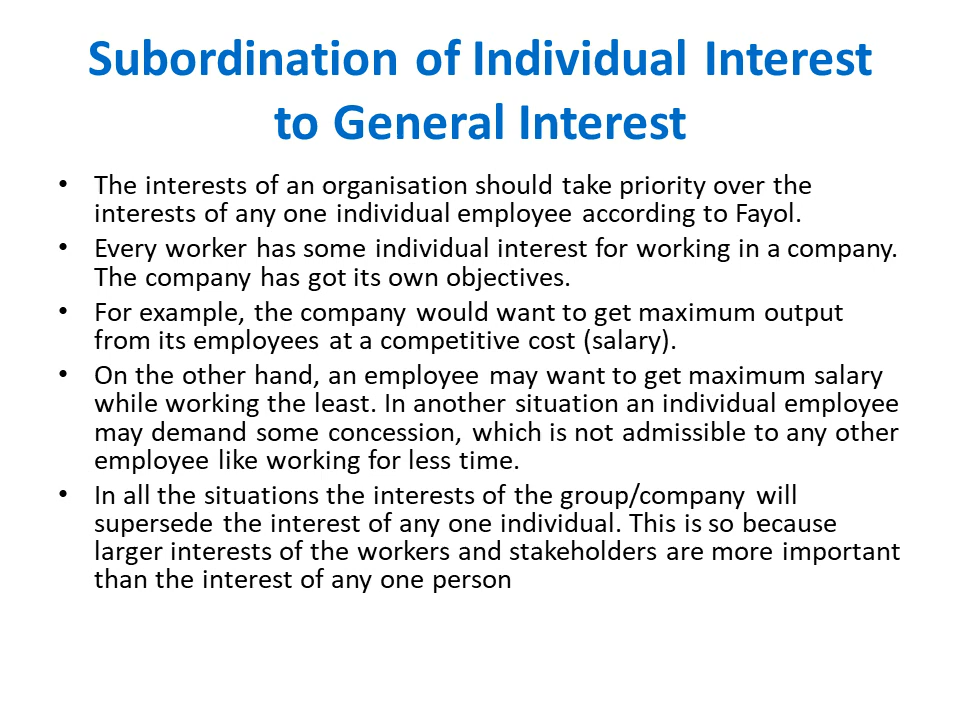 Subordination of Individual Interest
to General Interest
• The interests of an organisation should take priority over the
interests of any one individual employee according to Fayol.
• Every worker has some individual interest for working in a company.
The company has got its own objectives.
• For example, the company would want to get maximum output
from its employees at a competitive cost (salary).
• On the other hand, an employee may want to get maximum salary
while working the least. In another situation an individual employee
may demand some concession, which is not admissible to any other
employee like working for less time.
• In all the situations the interests of the group/company will
supersede the interest of any one individual. This is so because
larger interests of the workers and stakeholders are more important
than the interest of any one person